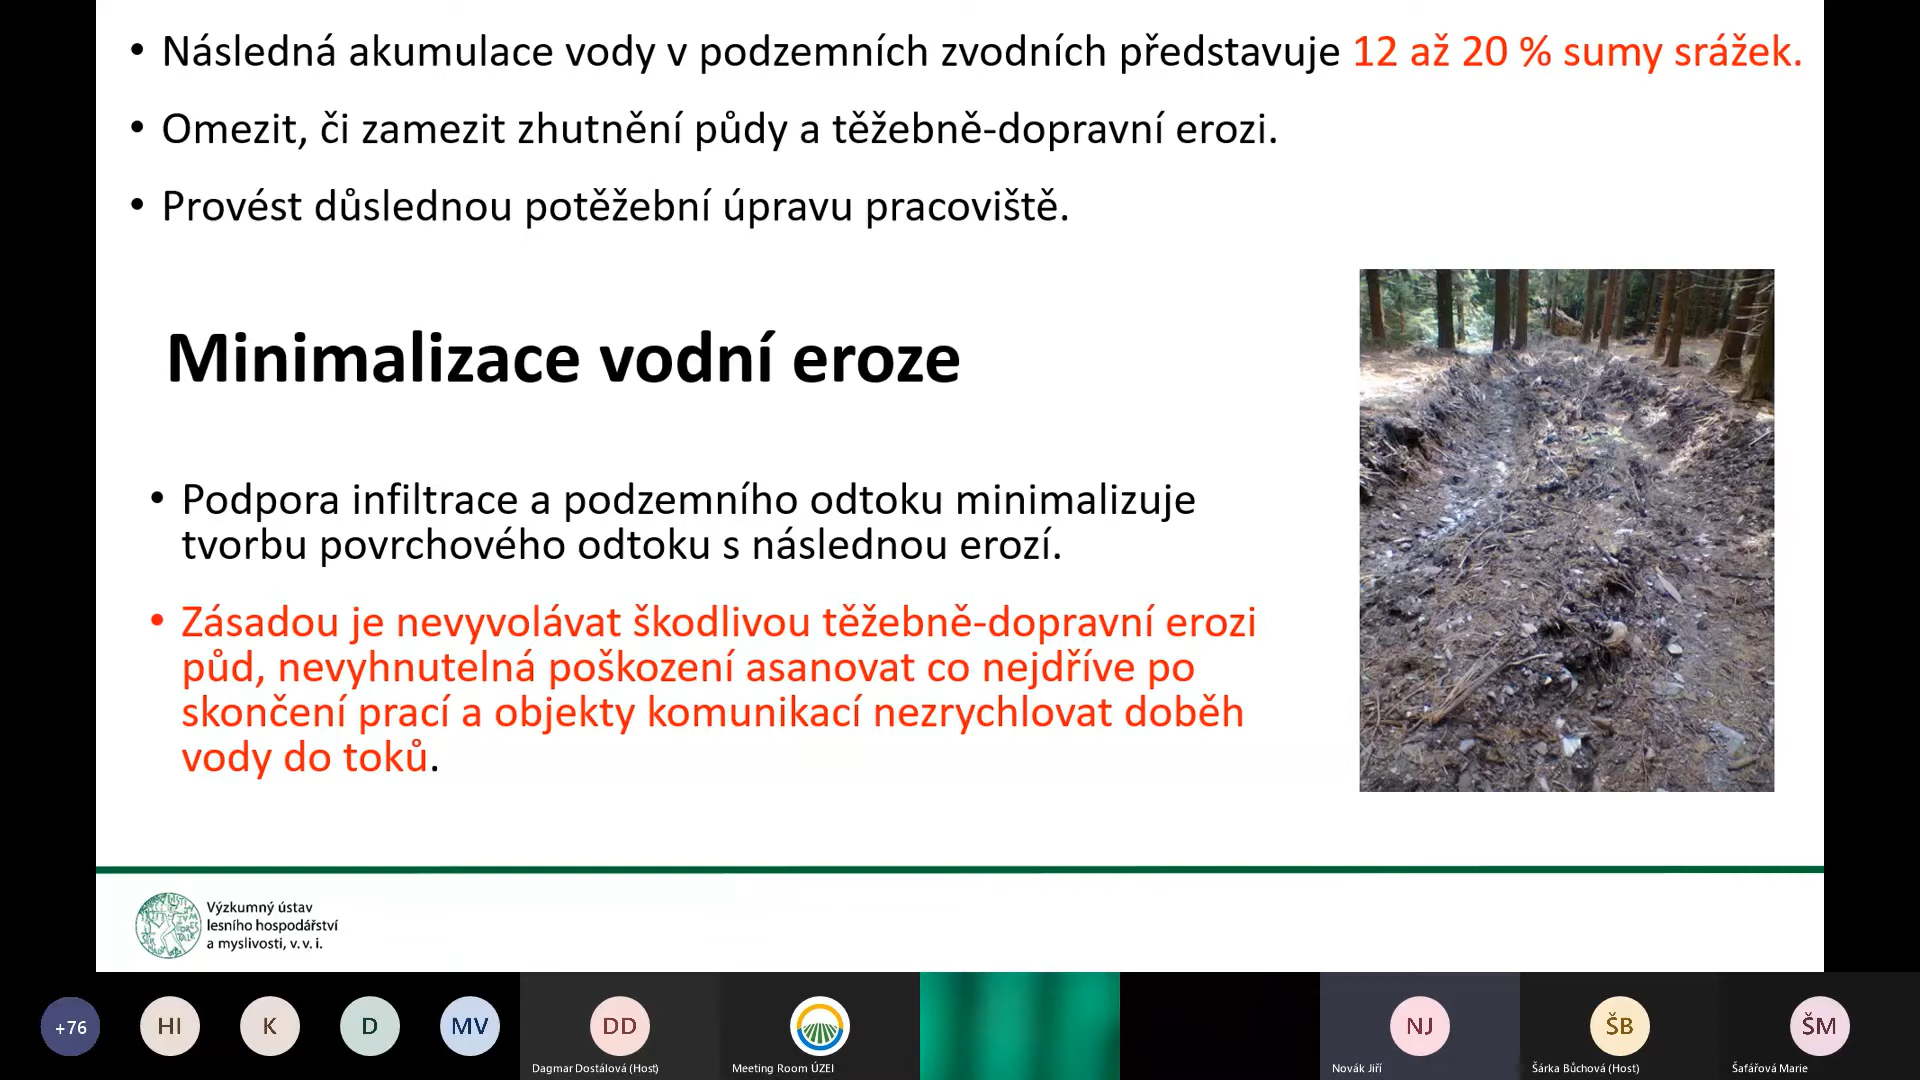 • Následná akumulace vody v podzemních zvodních představuje 12 až 20 % sumy srážek.
• Omezit, či zamezit zhutnění půdy a těžebně-dopravní erozi.
• Provést důslednou potěžební úpravu pracoviště.
Minimalizace vodní eroze
• Podpora infiltrace a podzemního odtoku minimalizuje
tvorbu povrchového odtoku s následnou erozí.
• Zásadou je nevyvolávat škodlivou těžebně-dopravní erozi
půd, nevyhnutelná poškození asanovat co nejdříve po
skončení prací a objekty komunikací nezrychlovat doběh
vody do toků.
Výzkumný ústav
lesního hospodářství
a myslivosti, v. v. i.
+76
HI
K
D
MV
DD
NJ
ŠB
ŠM
Dagmar Dostálová (Host)
Meeting Room ÚZEI
Novák Jiří
Šárka Bůchová (Host)
Šafářová Marie